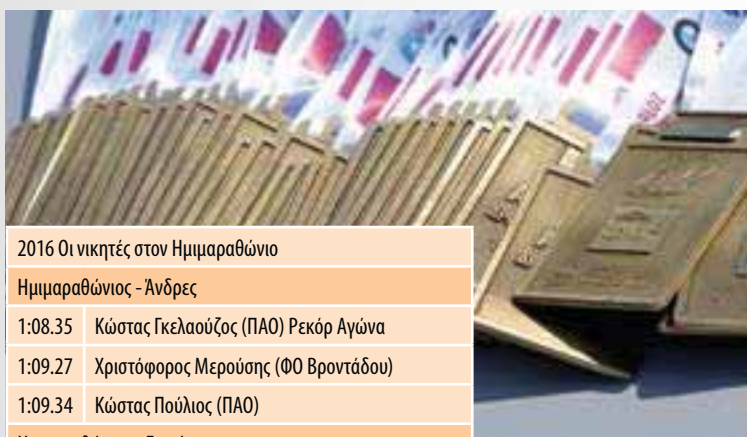 2016 Οι νικητές στον Ημιμαραθώνιο
Ημιμαραθώνιος - Άνδρες
1:08.35 Κώστας Γκελαούζος (ΠΑΟ) Ρεκόρ Αγώνα
1:09.27 Χριστόφορος Μερούσης (ΦΟ Βροντάδου)
1:09.34 Κώστας Πούλιος (ΠΑΟ)